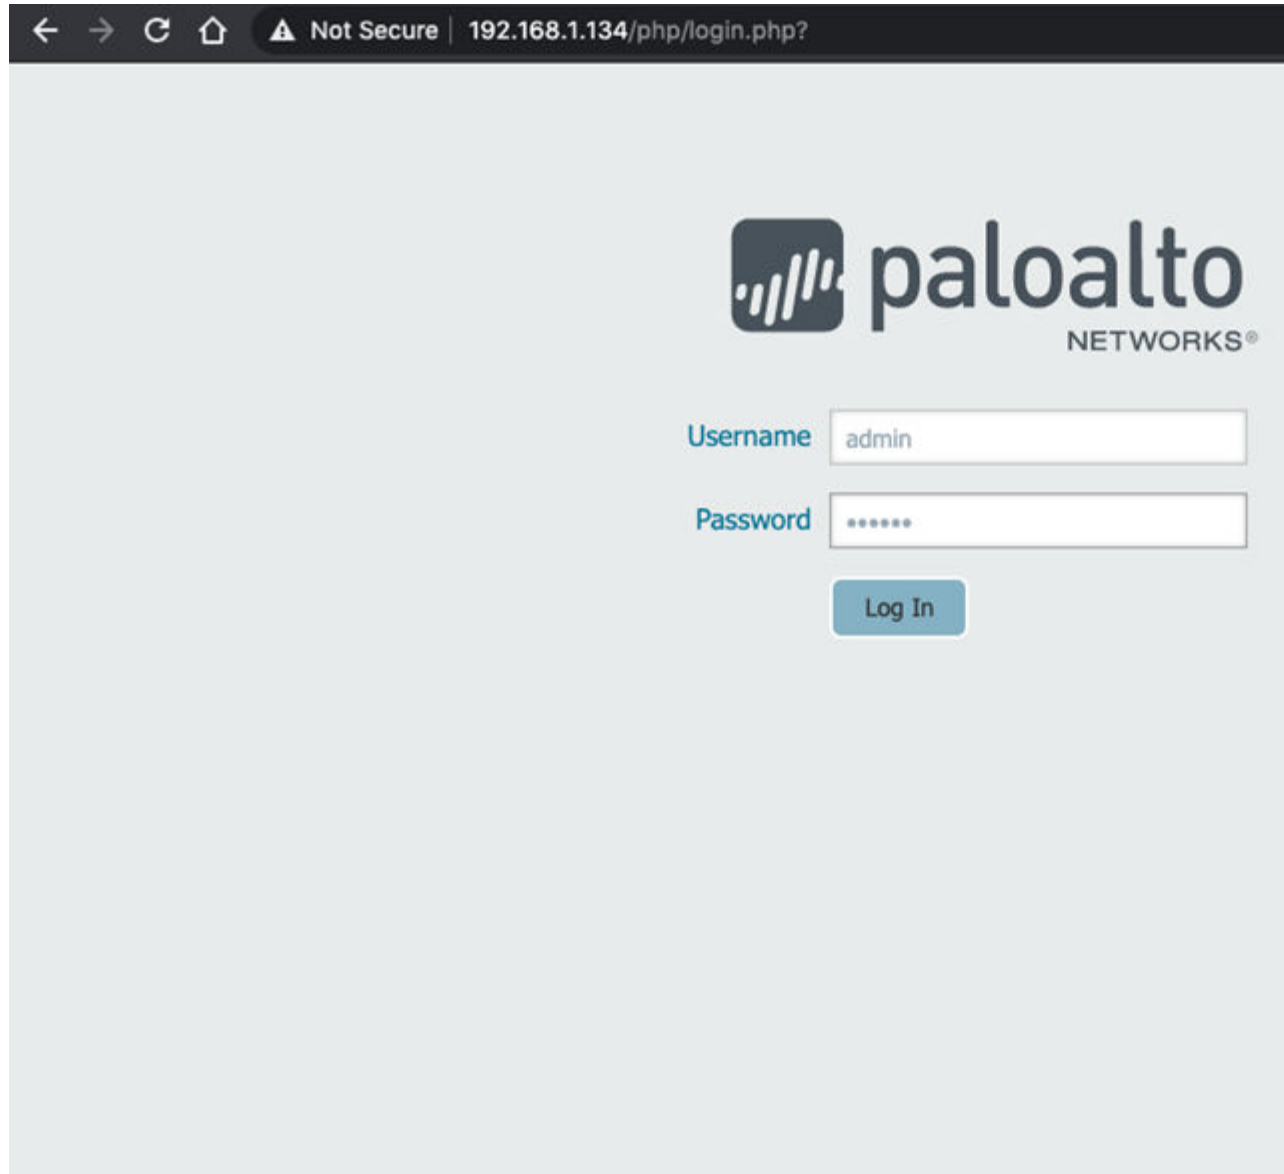 Not Secure | 192.168.1.134/php/login.php?
paloalto
NETWORKS®
Username admin
Password ••••••
Log In